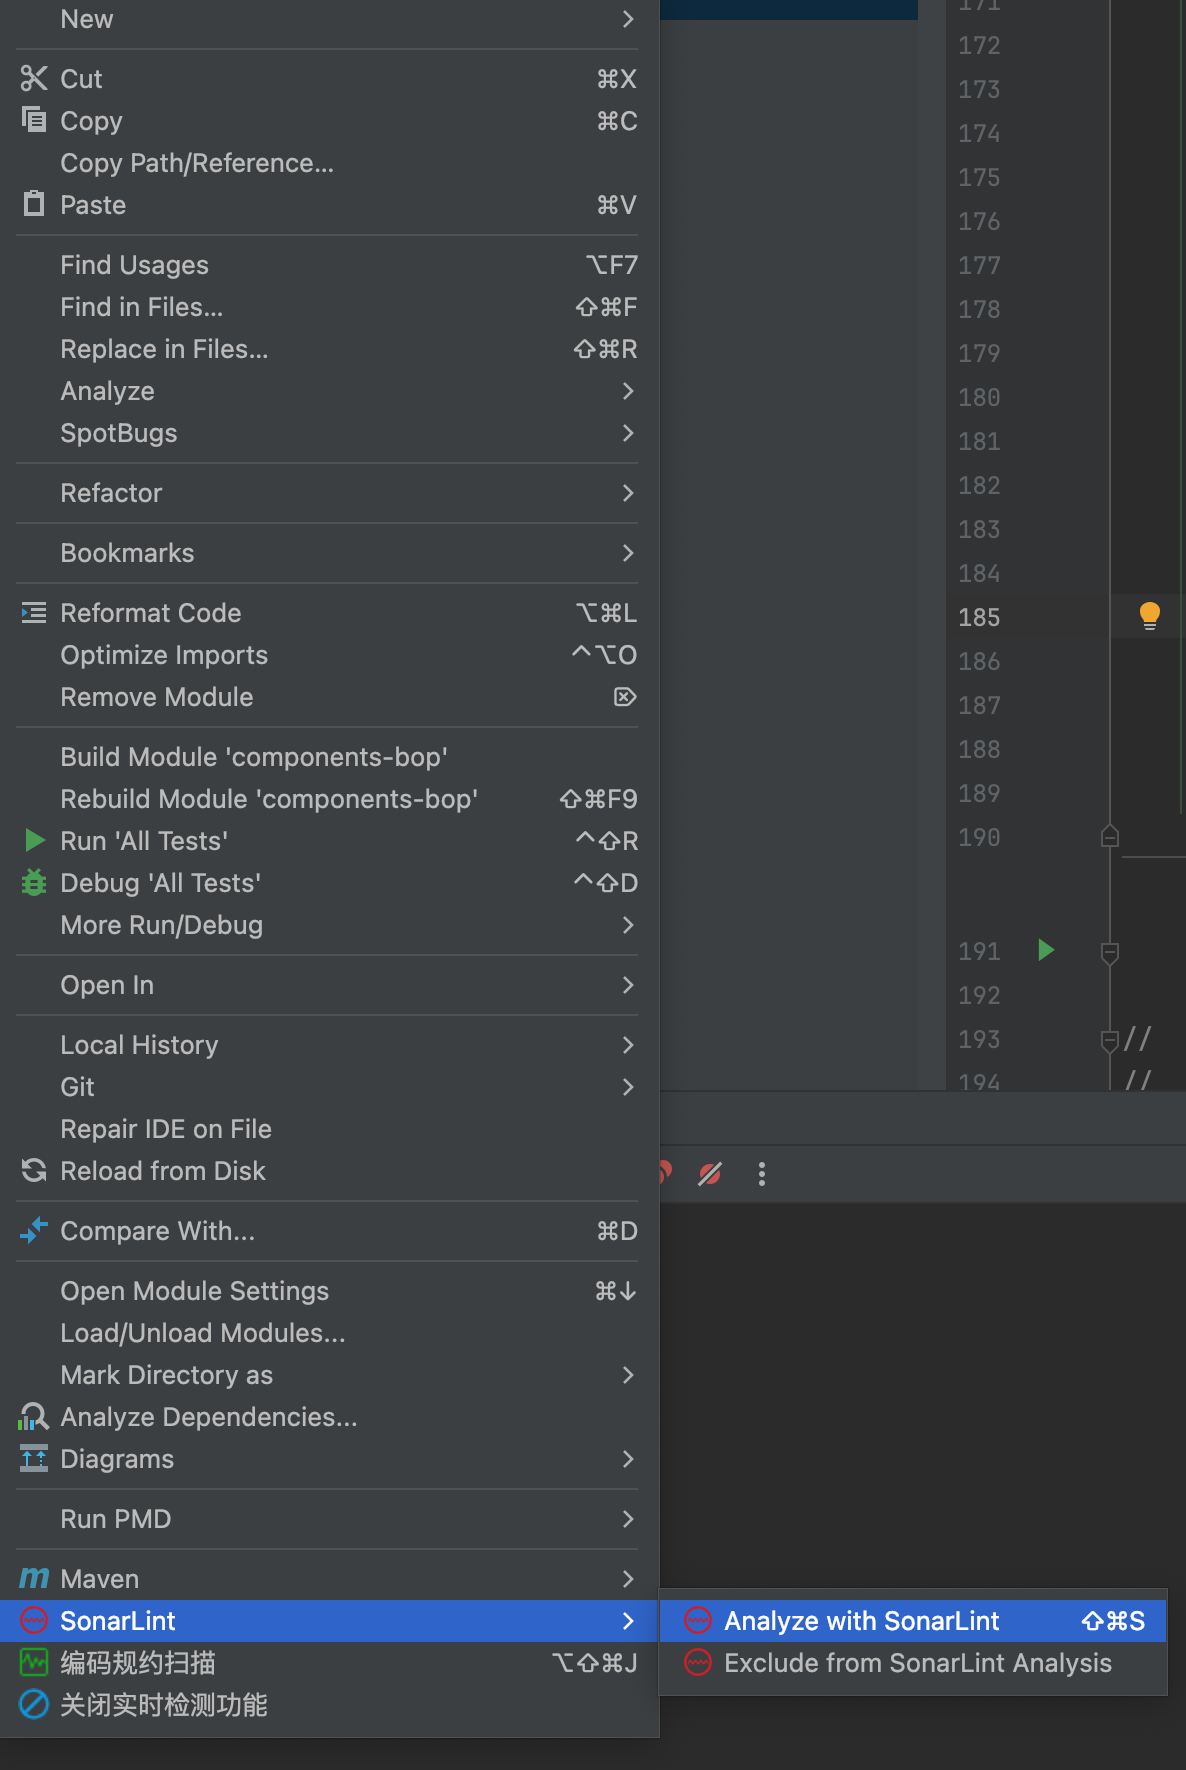 New
Cut ⌘X
Copy ⌘C
Copy Path/Reference...
Paste ⌘V
Find Usages ⌥F7
Find in Files... ⇧⌘F
Replace in Files... ⇧⌘R
Analyze
SpotBugs
Refactor
Bookmarks
Reformat Code ⌥⌘L
Optimize Imports ^⌥O
Remove Module ⌦
Build Module 'components-bop'
Rebuild Module 'components-bop' ⇧⌘F9
Run 'All Tests' ^⇧R
Debug 'All Tests' ^⇧D
More Run/Debug
Open In
Local History
Git
Repair IDE on File
Reload from Disk
Compare With... ⌘D
Open Module Settings ⌘↓
Load/Unload Modules...
Mark Directory as
Analyze Dependencies...
Diagrams
Run PMD
Maven
SonarLint
编码规约扫描 ⌥⇧⌘J
关闭实时检测功能
Analyze with SonarLint ⇧⌘S
Exclude from SonarLint Analysis
171
172
173
174
175
176
177
178
179
180
181
182
183
184
185
186
187
188
189
190
191
192
193 //
194 //